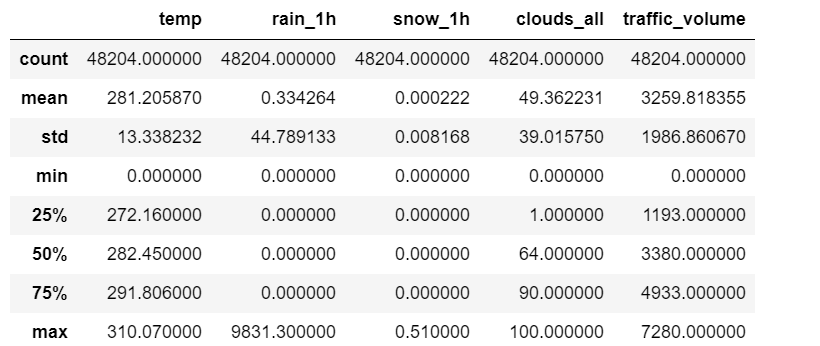 temp rain_1h snow_1h clouds_all traffic_volume
count 48204.000000 48204.000000 48204.000000 48204.000000 48204.000000
mean 281.205870 0.334264 0.000222 49.362231 3259.818355
std 13.338232 44.789133 0.008168 39.015750 1986.860670
min 0.000000 0.000000 0.000000 0.000000 0.000000
25% 272.160000 0.000000 0.000000 1.000000 1193.000000
50% 282.450000 0.000000 0.000000 64.000000 3380.000000
75% 291.806000 0.000000 0.000000 90.000000 4933.000000
max 310.070000 9831.300000 0.510000 100.000000 7280.000000